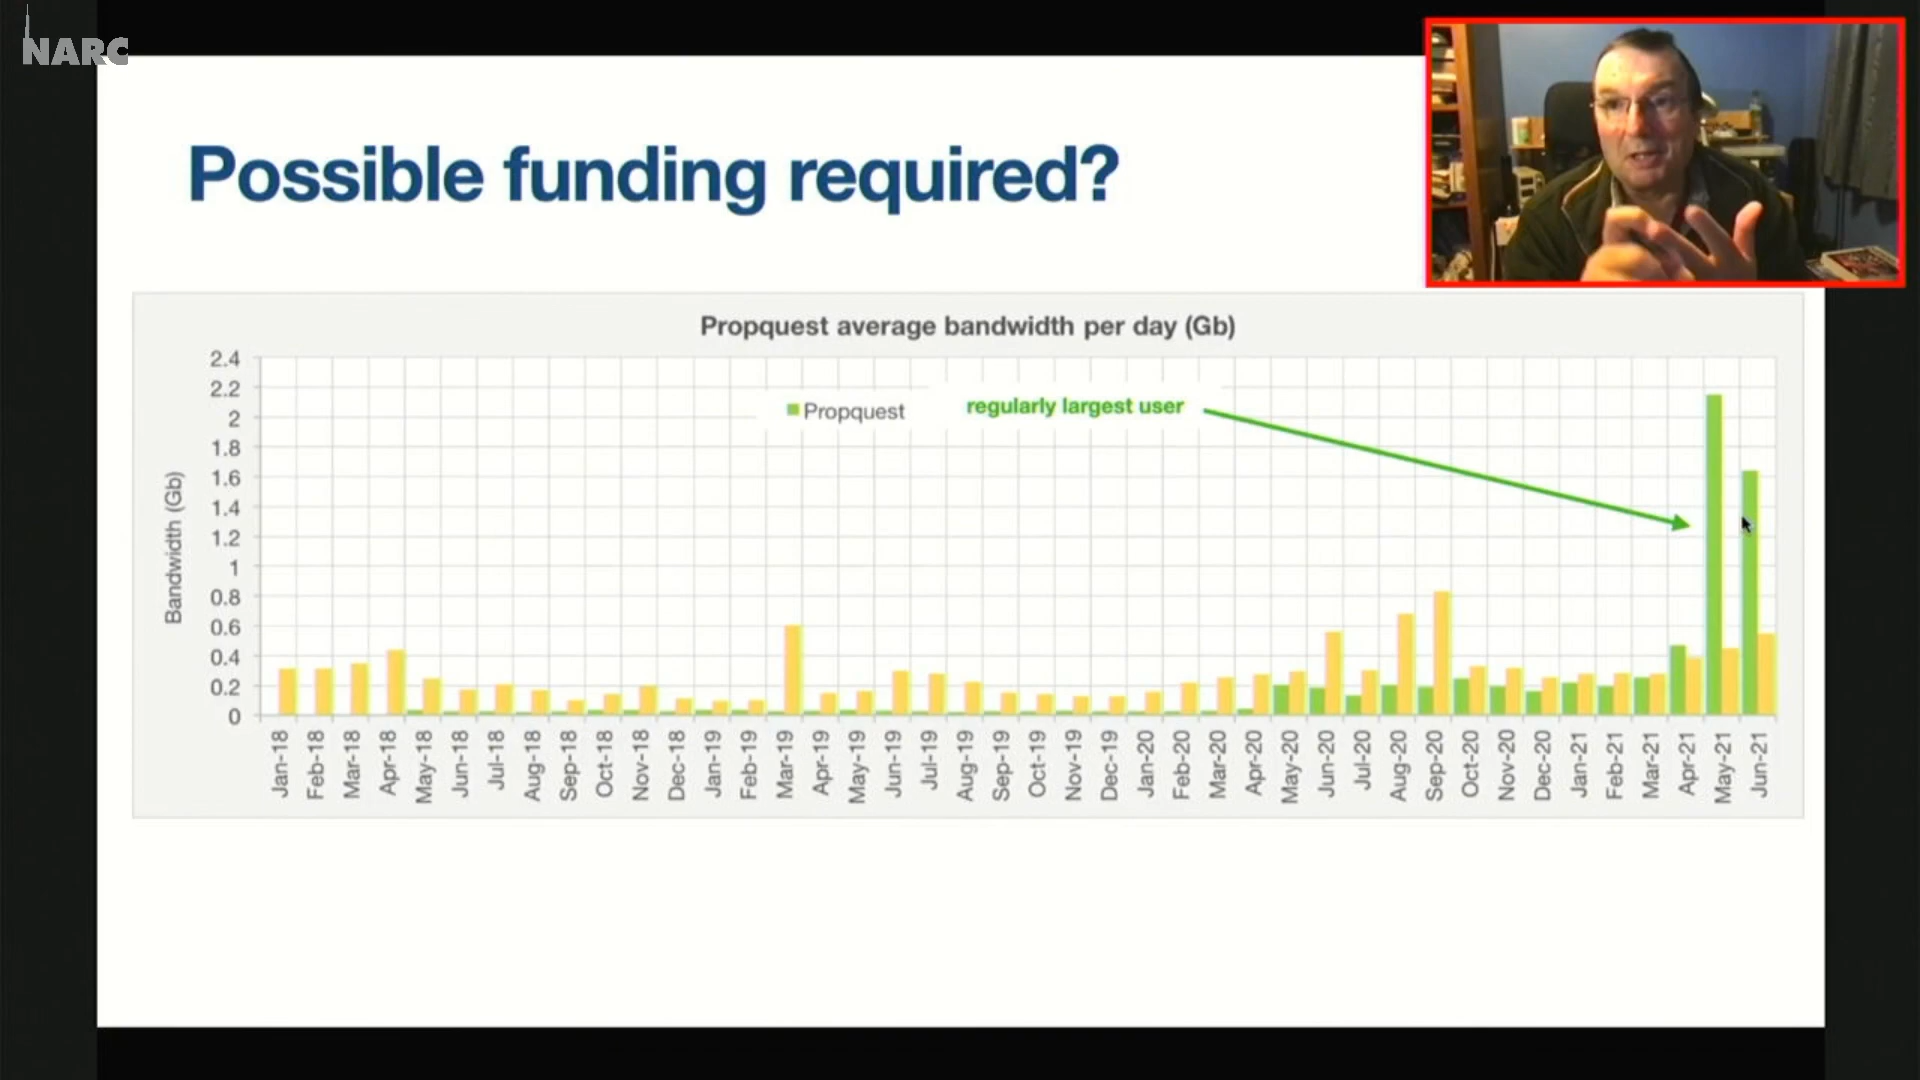 NARC
Possible funding required?
Propquest average bandwidth per day (Gb)
Bandwidth (Gb)
2.4
2.2
2
1.8
1.6
1.4
1.2
1
0.8
0.6
0.4
0.2
0
Propquest
regularly largest user
Jan-18
Feb-18
Mar-18
Apr-18
May-18
Jun-18
Jul-18
Aug-18
Sep-18
Oct-18
Nov-18
Dec-18
Jan-19
Feb-19
Mar-19
Apr-19
May-19
Jun-19
Jul-19
Aug-19
Sep-19
Oct-19
Nov-19
Dec-19
Jan-20
Feb-20
Mar-20
Apr-20
May-20
Jun-20
Jul-20
Aug-20
Sep-20
Oct-20
Nov-20
Dec-20
Jan-21
Feb-21
Mar-21
Apr-21
May-21
Jun-21